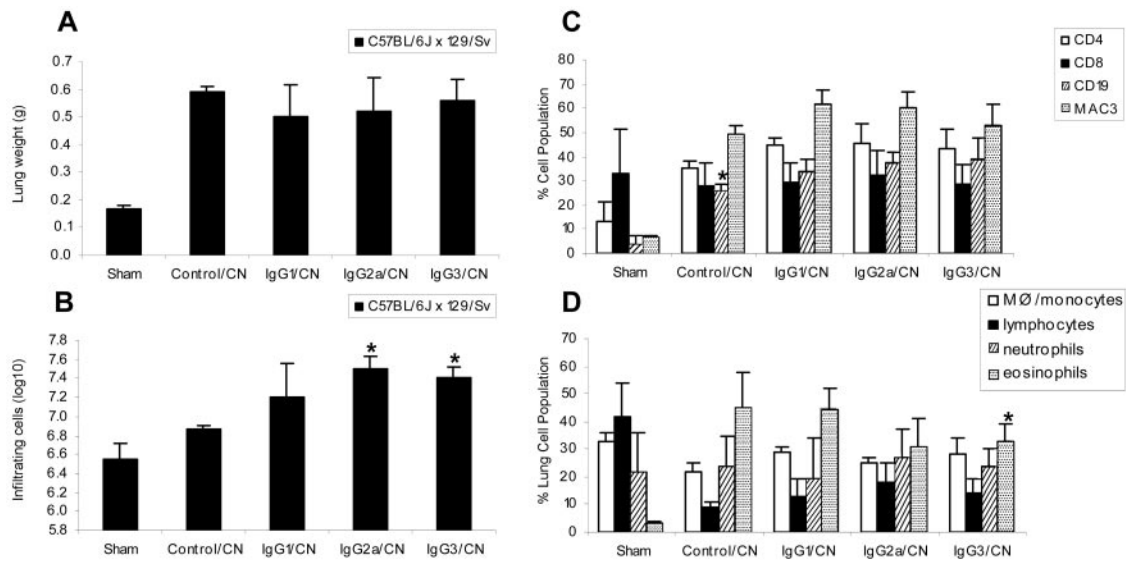 A
C57BL/6J x 129/Sv
Lung weight (g)
0.7
0.6
0.5
0.4
0.3
0.2
0.1
0.0
Sham Control/CN IgG1/CN IgG2a/CN IgG3/CN
B
C57BL/6J x 129/Sv
Infiltrating cells (log10)
7.8
7.6
7.4
7.2
7.0
6.8
6.6
6.4
6.2
6.0
5.8
* *
Sham Control/CN IgG1/CN IgG2a/CN IgG3/CN
C
CD4
CD8
CD19
MAC3
% Cell Population
80
70
60
50
40
30
20
10
0
*
Sham Control/CN IgG1/CN IgG2a/CN IgG3/CN
D
MØ/monocytes
lymphocytes
neutrophils
eosinophils
% Lung Cell Population
70
60
50
40
30
20
10
0
*
Sham Control/CN IgG1/CN IgG2a/CN IgG3/CN